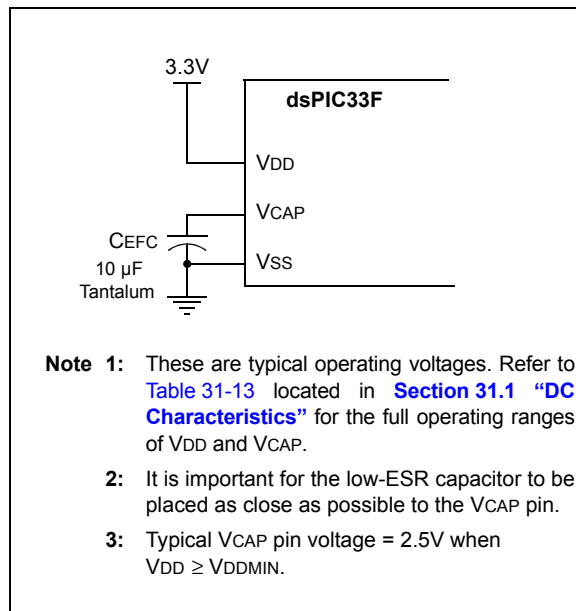 3.3V
dsPIC33F
VDD
VCAP
CEFC
VSS
10 µF
Tantalum
Note 1: These are typical operating voltages. Refer to
Table 31-13 located in Section 31.1 “DC
Characteristics” for the full operating ranges
of VDD and VCAP.
2: It is important for the low-ESR capacitor to be
placed as close as possible to the VCAP pin.
3: Typical VCAP pin voltage = 2.5V when
VDD ≥ VDDMIN.